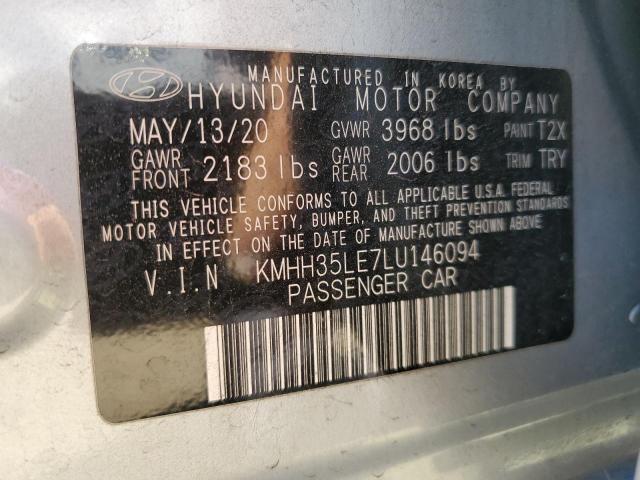 MANUFACTURED IN KOREA BY
HYUNDAI MOTOR COMPANY
MAY/13/20 GVWR 3968 lbs PAINT T2X
GAWR FRONT 2183 lbs GAWR REAR 2006 lbs TRIM TRY
THIS VEHICLE CONFORMS TO ALL APPLICABLE U.S.A. FEDERAL
MOTOR VEHICLE SAFETY, BUMPER, AND THEFT PREVENTION STANDARDS
IN EFFECT ON THE DATE OF MANUFACTURE SHOWN ABOVE.
V.I.N KMHH35LE7LU146094
PASSENGER CAR